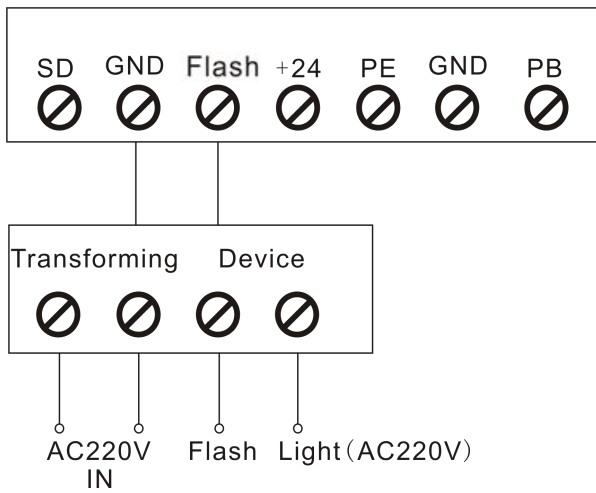 SD GND Flash +24 PE GND PB
Transforming Device
AC220V Flash Light(AC220V)
IN